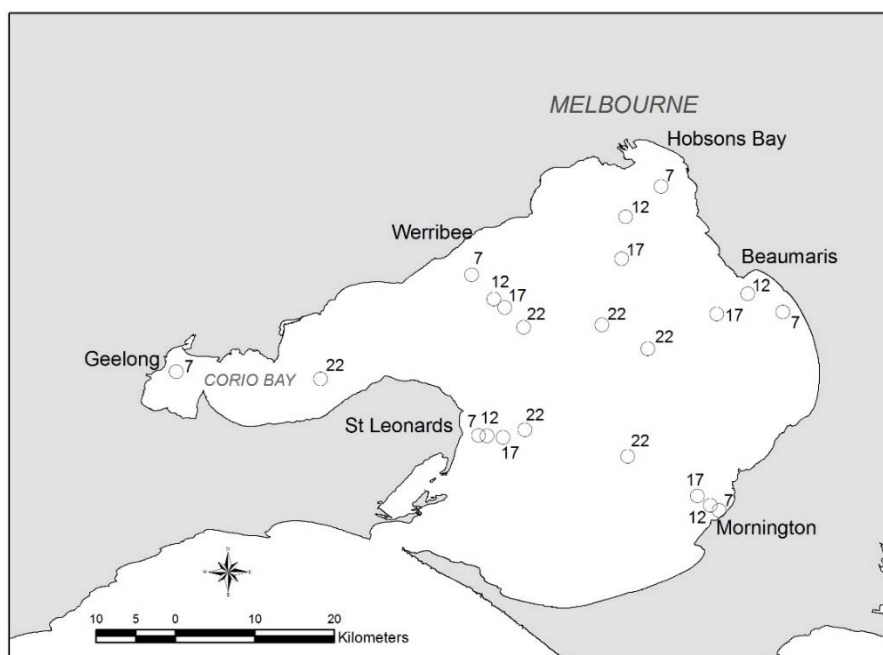 MELBOURNE
Hobsons Bay
7
12
Werribee
17
Beaumaris
7
12
12
17
17
7
22
22
22
Geelong
7
CORIO BAY
22
St Leonards
7
12
22
17
22
17
7
12
Mornington
N
W
E
S
10
5
0
10
20
Kilometers